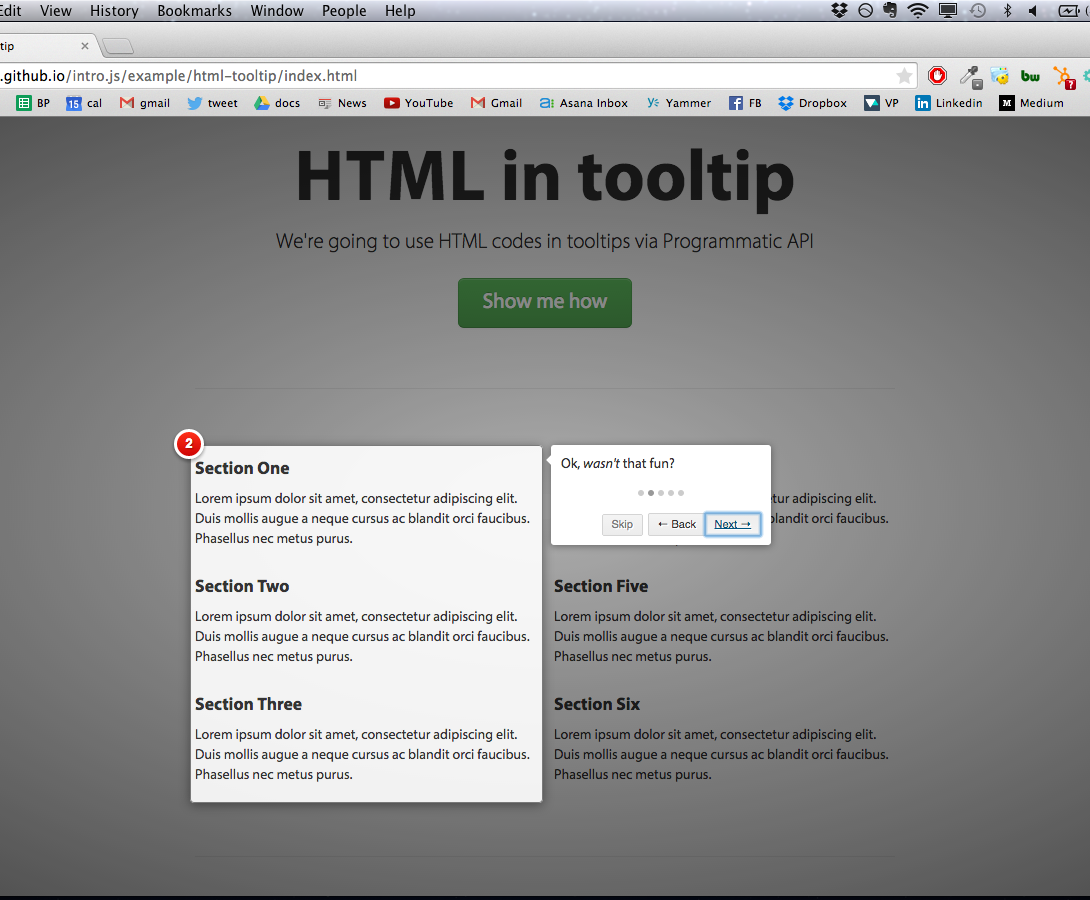 Edit View History Bookmarks Window People Help
tip
.github.io/intro.js/example/html-tooltip/index.html
bw
?
BP 15 cal gmail tweet docs News YouTube Gmail a: Asana Inbox Yammer FB Dropbox VP in Linkedin M Medium
HTML in tooltip
We're going to use HTML codes in tooltips via Programmatic API
Show me how
2
Section One
Lorem ipsum dolor sit amet, consectetur adipiscing elit.
Duis mollis augue a neque cursus ac blandit orci faucibus.
Phasellus nec metus purus.
Section Two
Lorem ipsum dolor sit amet, consectetur adipiscing elit.
Duis mollis augue a neque cursus ac blandit orci faucibus.
Phasellus nec metus purus.
Section Three
Lorem ipsum dolor sit amet, consectetur adipiscing elit.
Duis mollis augue a neque cursus ac blandit orci faucibus.
Phasellus nec metus purus.
Ok, wasn't that fun?
Skip ← Back Next →
tur adipiscing elit.
landit orci faucibus.
Section Five
Lorem ipsum dolor sit amet, consectetur adipiscing elit.
Duis mollis augue a neque cursus ac blandit orci faucibus.
Phasellus nec metus purus.
Section Six
Lorem ipsum dolor sit amet, consectetur adipiscing elit.
Duis mollis augue a neque cursus ac blandit orci faucibus.
Phasellus nec metus purus.